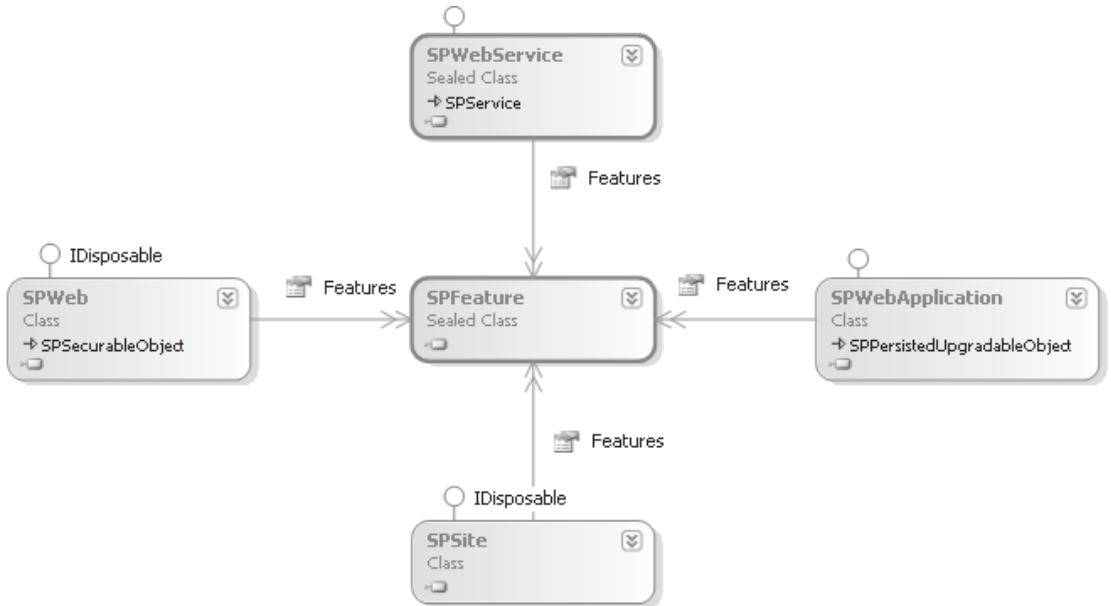 SPWebService
Sealed Class
SPService
Features
IDisposable
SPWeb
Class
SPSecurableObject
Features
SPFeature
Sealed Class
Features
SPWebApplication
Class
SPPersistedUpgradableObject
Features
IDisposable
SPSite
Class